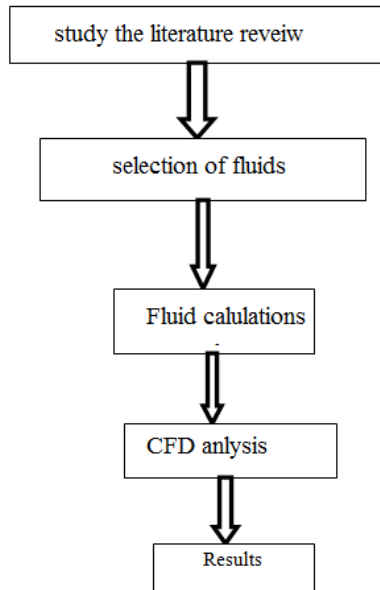 study the literature reveiw
selection of fluids
Fluid calulations
CFD anlysis
Results